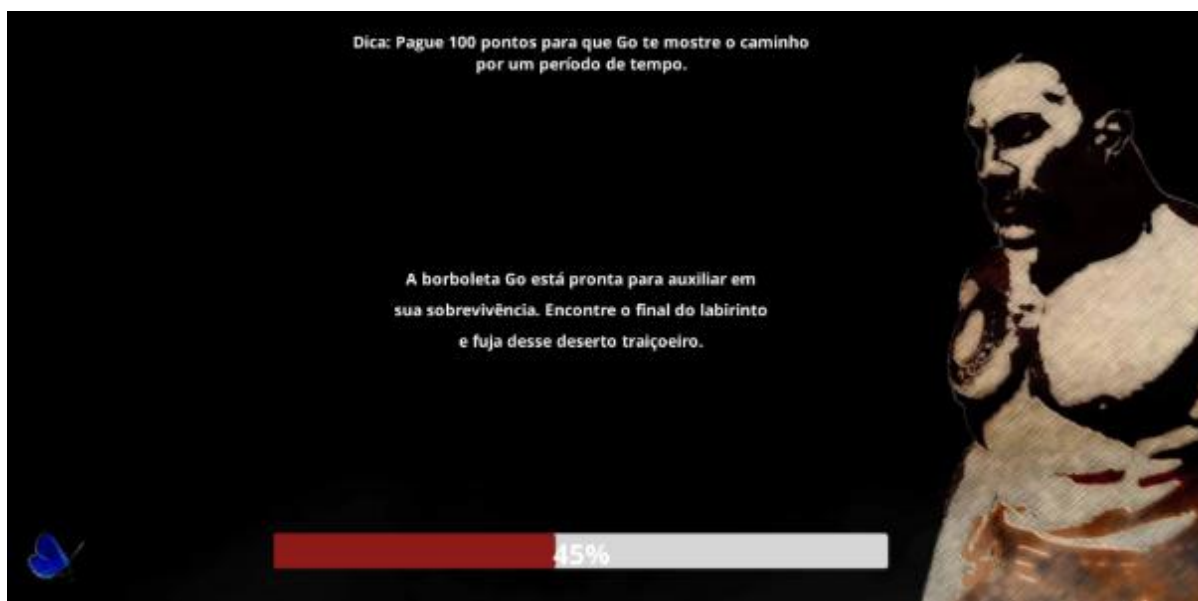 Dica: Pague 100 pontos para que Go te mostre o caminho
por um período de tempo.
A borboleta Go está pronta para auxiliar em
sua sobrevivência. Encontre o final do labirinto
e fuja desse deserto traiçoeiro.
45%